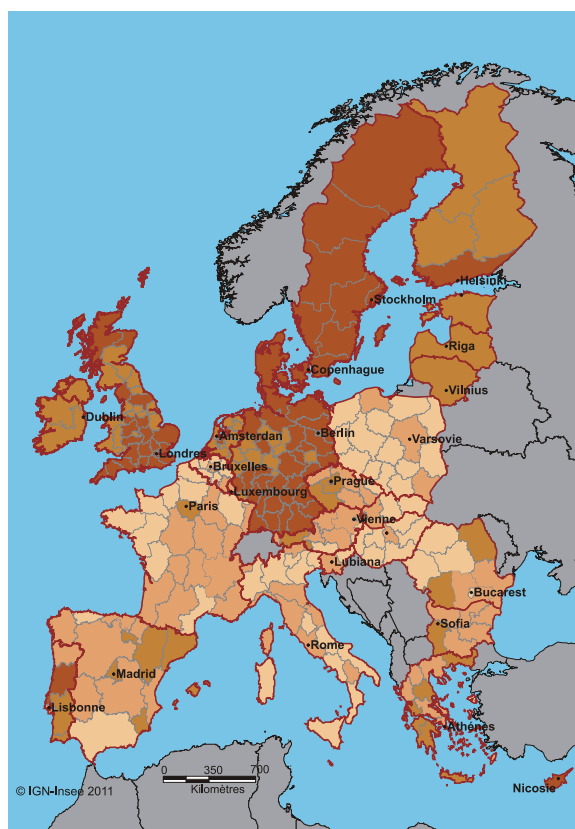 Helsinki
Stockholm
Riga
Copenhague
Vilnius
Dublin
Amsterdan
Berlin
Varsovie
Londres
Bruxelles
Prague
Luxembourg
Paris
Vienne
Lubiana
Bucarest
Sofia
Rome
Madrid
Lisbonne
Athènes
0 350 700
Kilomètres
Nicosie
© IGN-Insee 2011